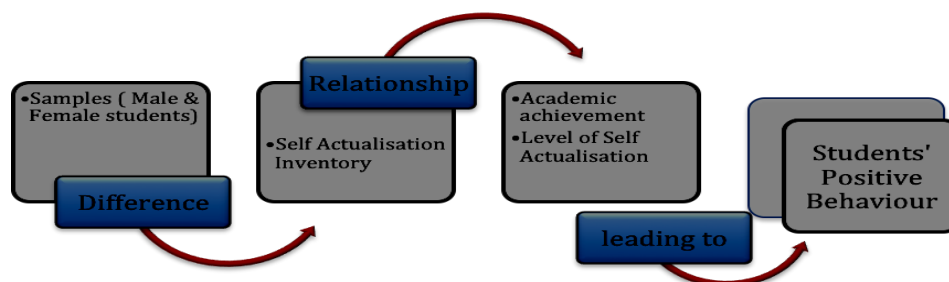 •Samples ( Male &
Female students)
Difference
Relationship
•Self Actualisation
Inventory
•Academic
achievement
•Level of Self
Actualisation
leading to
Students'
Positive
Behaviour